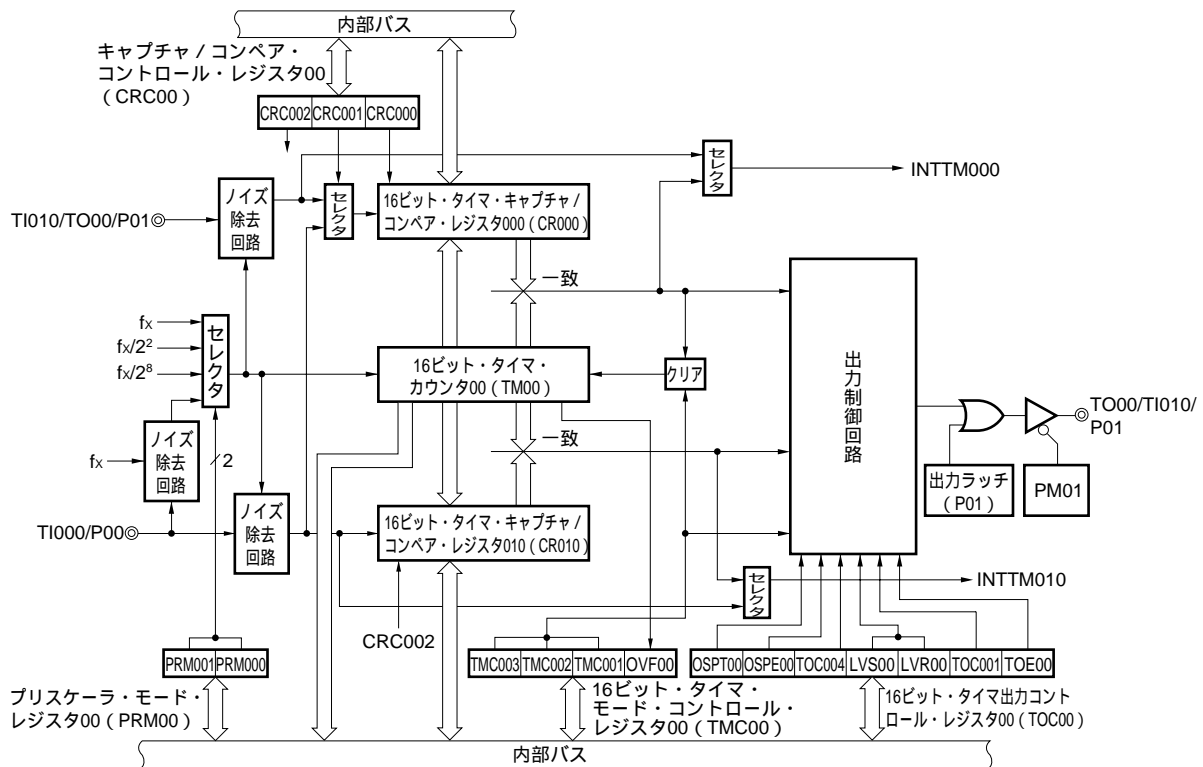 内部バス
キャプチャ/コンペア・
コントロール・レジスタ00
(CRC00)
CRC002 CRC001 CRC000
セレクタ
INTTM000
ノイズ
除去
回路
セレクタ
16ビット・タイマ・キャプチャ/
コンペア・レジスタ000(CR000)
TI010/TO00/P01
一致
fx
fx/2²
fx/2⁸
セレクタ
16ビット・タイマ・
カウンタ00(TM00)
クリア
出力制御回路
TO00/TI010/
P01
fx
ノイズ
除去
回路
2
一致
出力ラッチ
(P01)
PM01
TI000/P00
ノイズ
除去
回路
16ビット・タイマ・キャプチャ/
コンペア・レジスタ010(CR010)
セレクタ
INTTM010
CRC002
PRM001 PRM000
TMC003 TMC002 TMC001 OVF00
OSPT00 OSPE00 TOC004 LVS00 LVR00 TOC001 TOE00
プリスケーラ・モード・
レジスタ00(PRM00)
16ビット・タイマ・
モード・コントロール・
レジスタ00(TMC00)
16ビット・タイマ出力コント
ロール・レジスタ00(TOC00)
内部バス